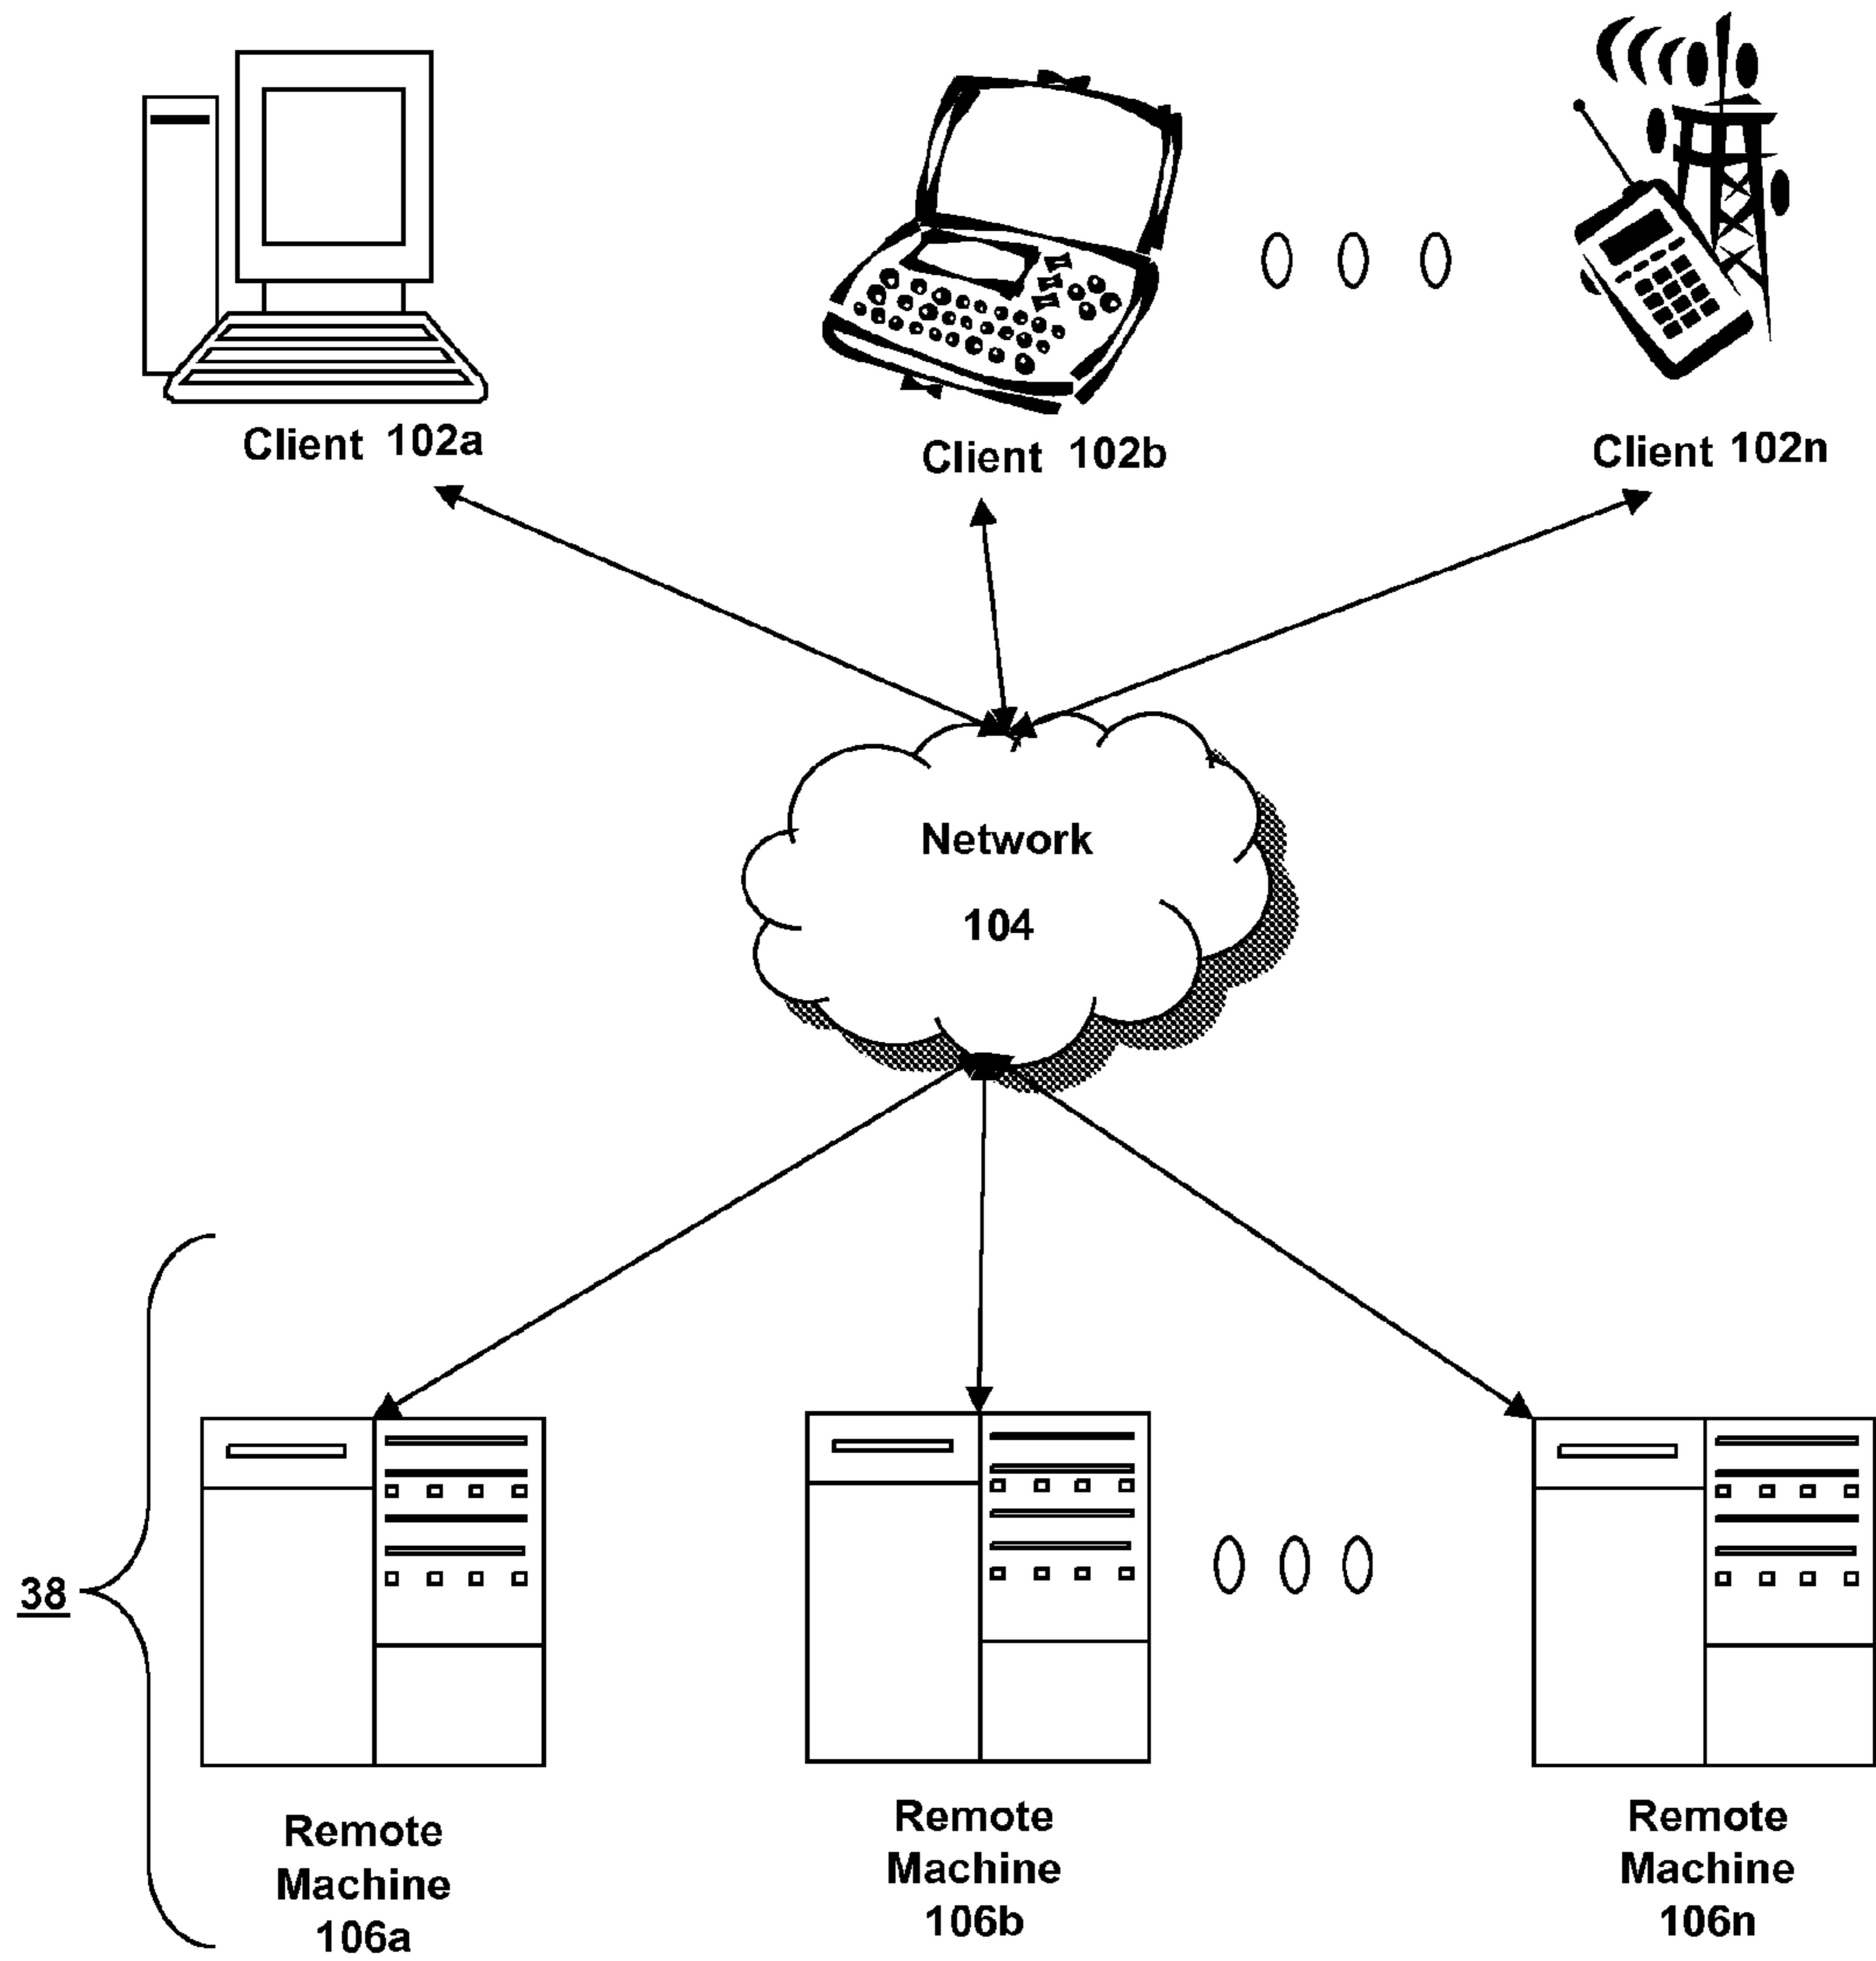 Client 102a
Client 102b
Client 102n
Network
104
38
Remote
Machine
106a
Remote
Machine
106b
Remote
Machine
106n